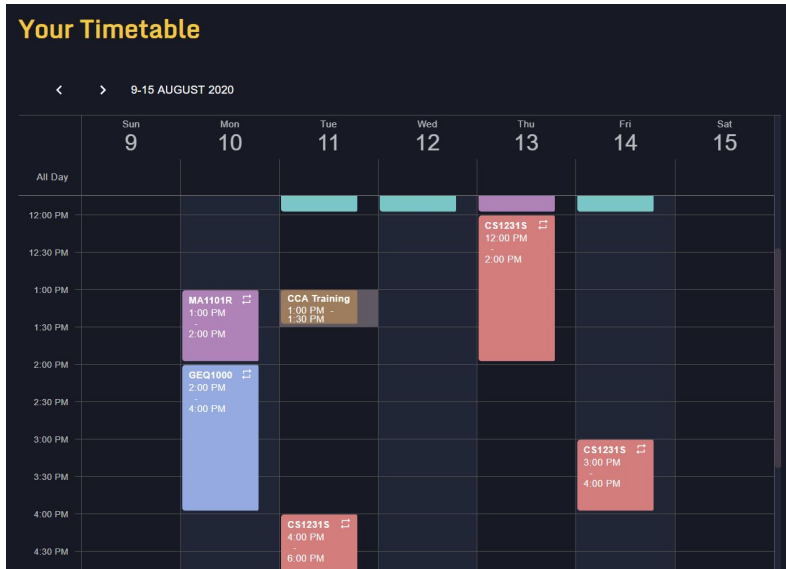 Your Timetable
9-15 AUGUST 2020
Sun Mon Tue Wed Thu Fri Sat
9 10 11 12 13 14 15
All Day
12:00 PM
12:30 PM
1:00 PM
1:30 PM
2:00 PM
2:30 PM
3:00 PM
3:30 PM
4:00 PM
4:30 PM
MA1101R
1:00 PM
-
2:00 PM
GEQ1000
2:00 PM
-
4:00 PM
CCA Training
1:00 PM -
1:30 PM
CS1231S
4:00 PM
-
6:00 PM
CS1231S
12:00 PM
-
2:00 PM
CS1231S
3:00 PM
-
4:00 PM